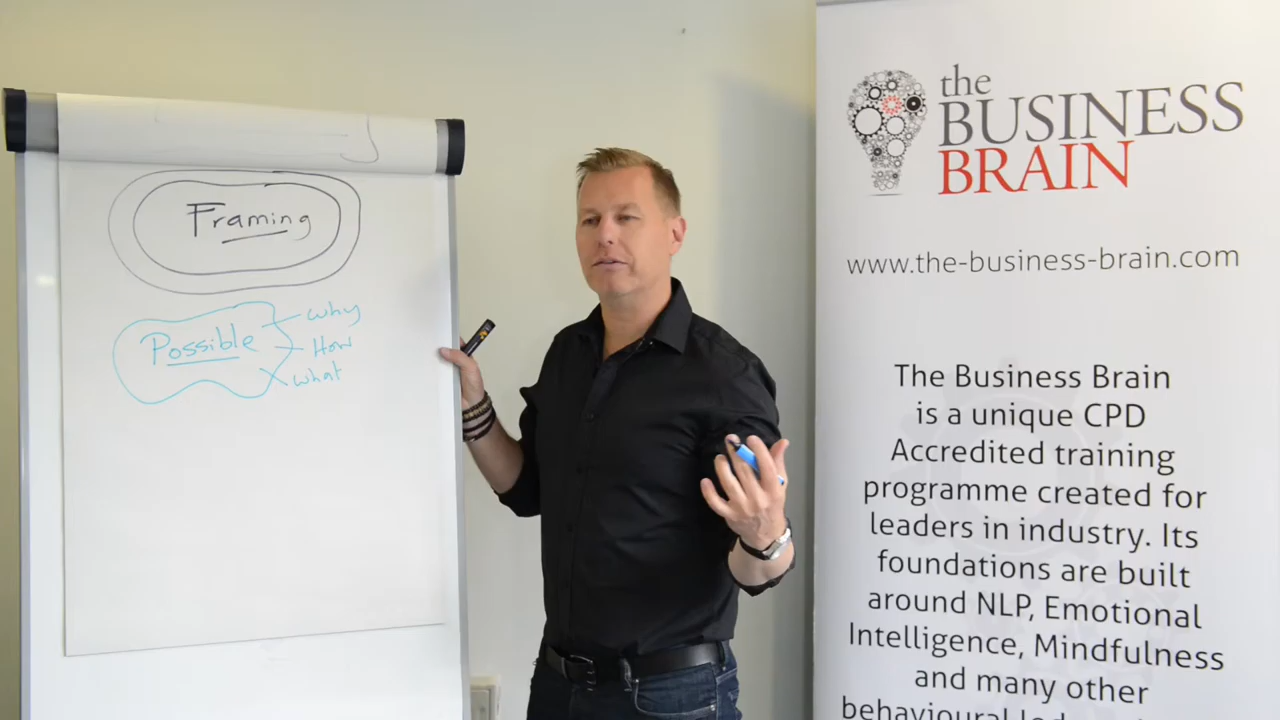 Framing
Possible
why
How
what
the
BUSINESS
BRAIN
www.the-business-brain.com
The Business Brain
is a unique CPD
Accredited training
programme created for
leaders in industry. Its
foundations are built
around NLP, Emotional
Intelligence, Mindfulness
and many other
behavioural